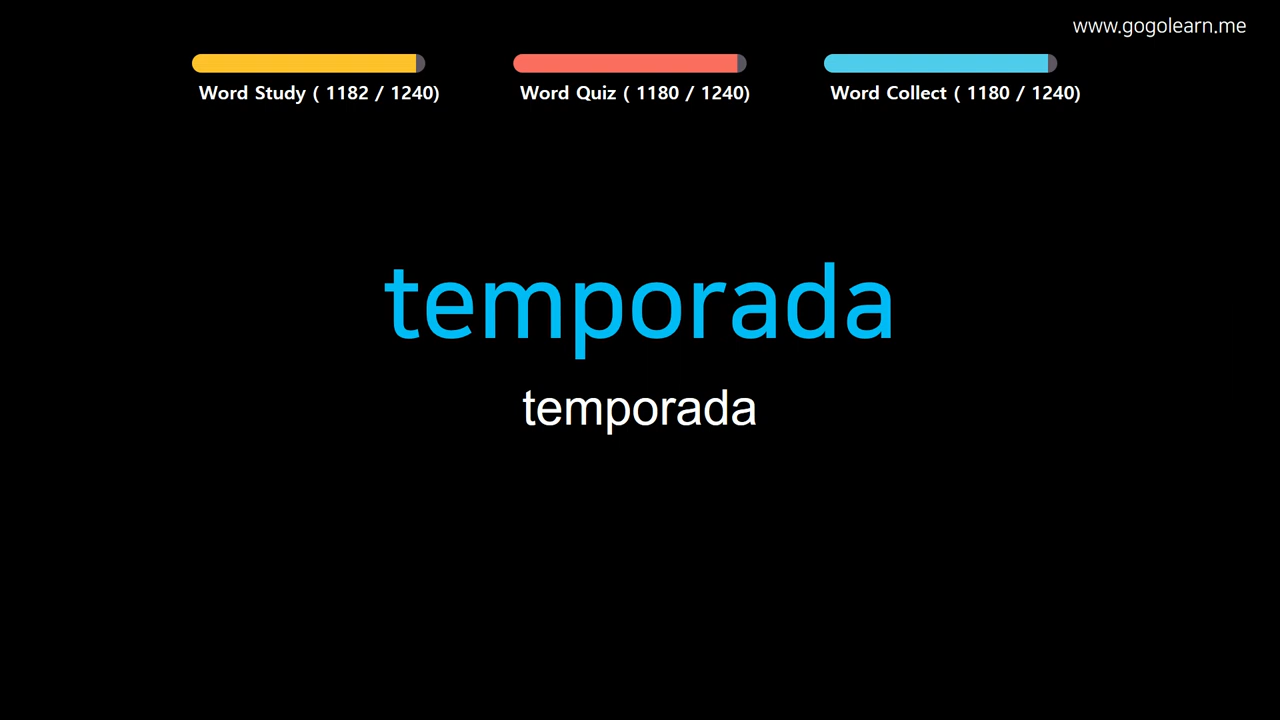 www.gogolearn.me
Word Study ( 1182 / 1240)
Word Quiz ( 1180 / 1240)
Word Collect ( 1180 / 1240)
temporada
temporada